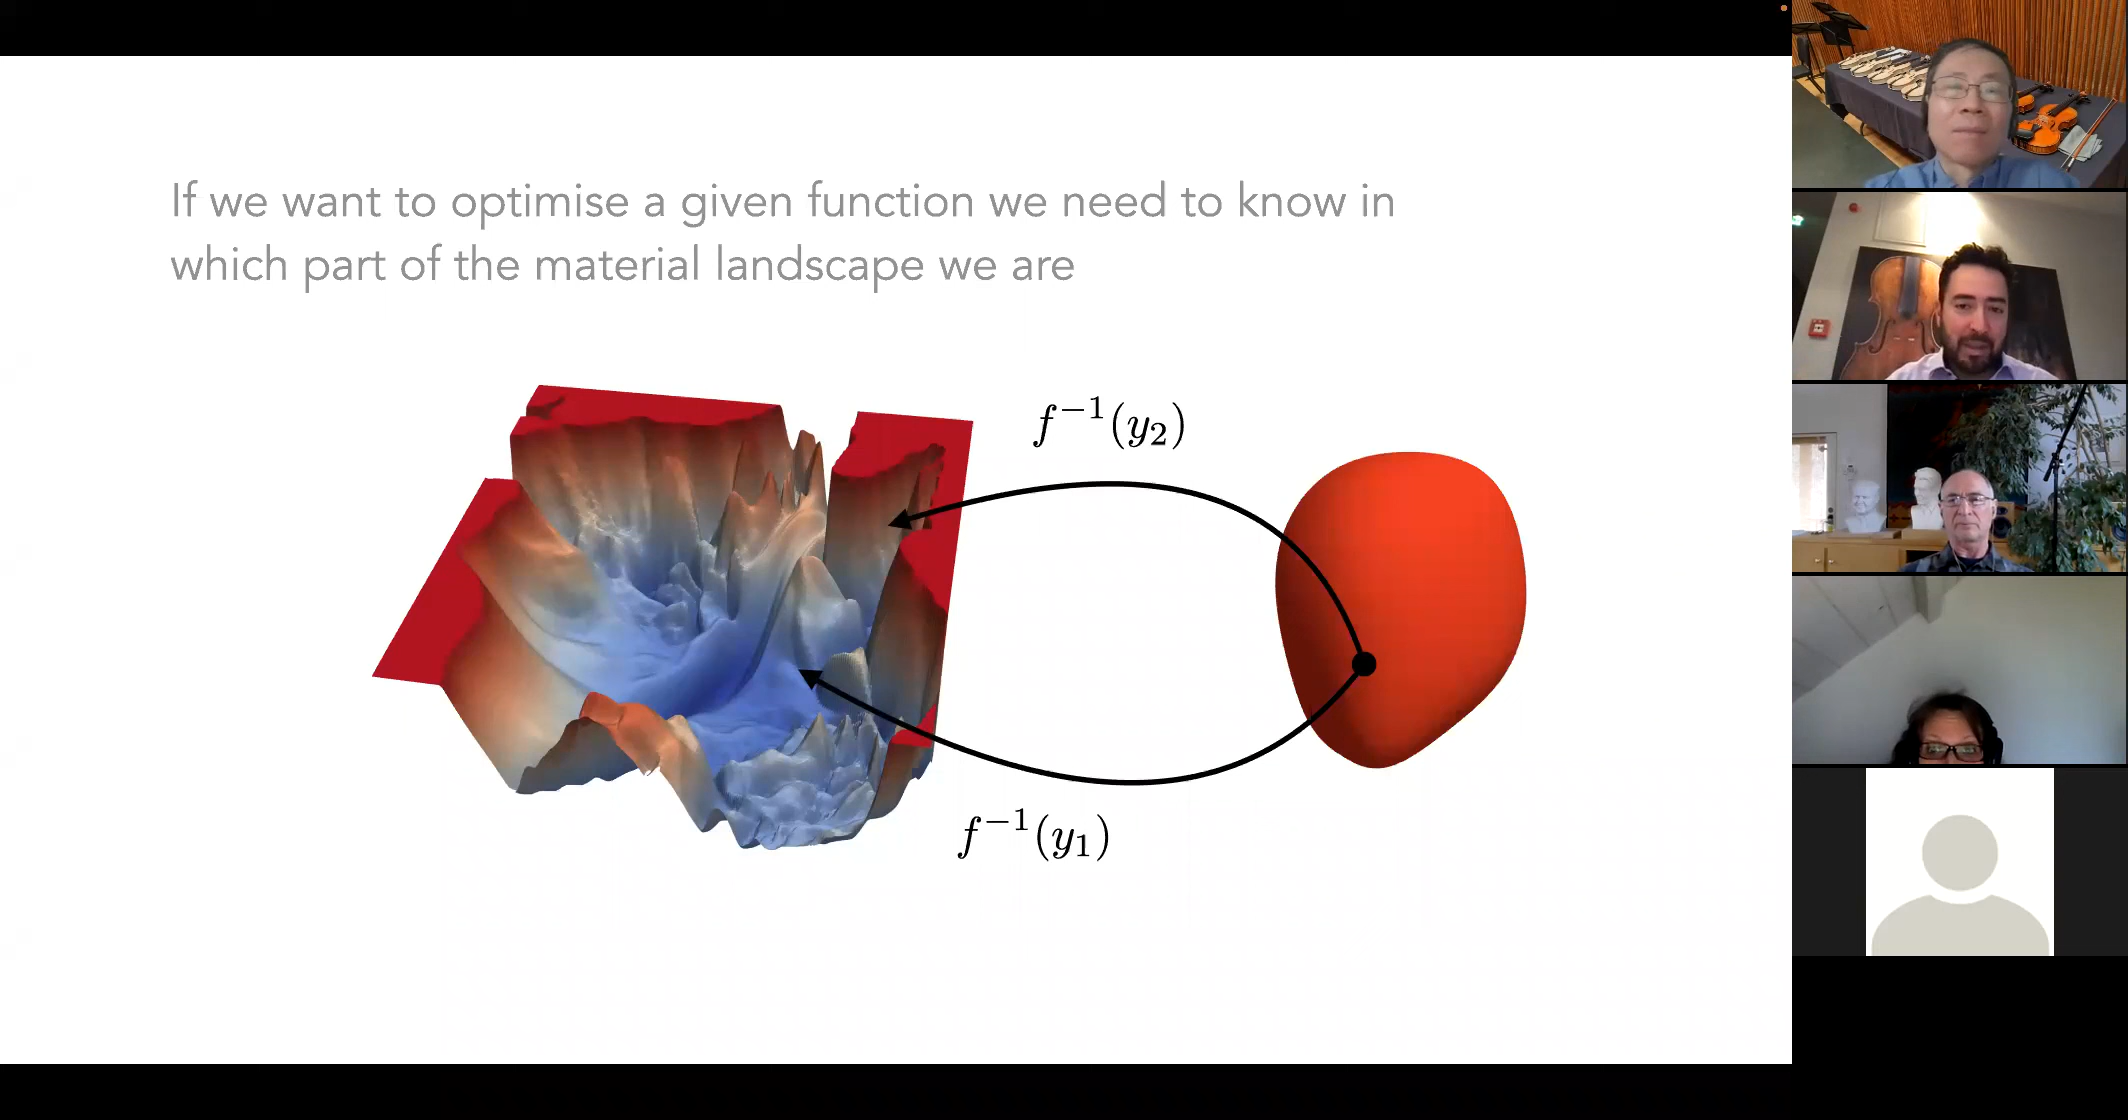 If we want to optimise a given function we need to know in
which part of the material landscape we are
f⁻¹(y₂)
f⁻¹(y₁)